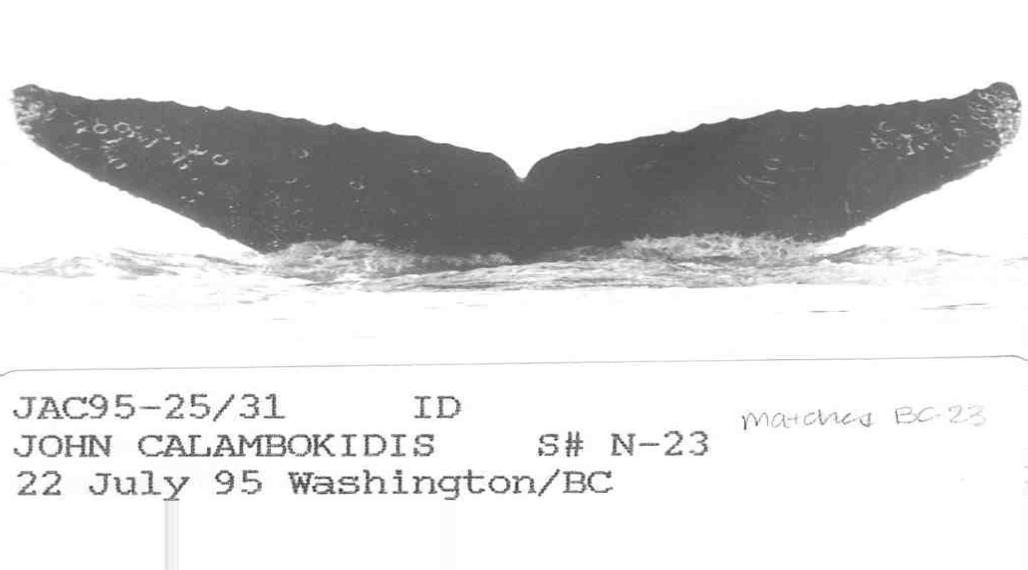 JAC95-25/31 ID
JOHN CALAMBOKIDIS S# N-23
matches BC-23
22 July 95 Washington/BC